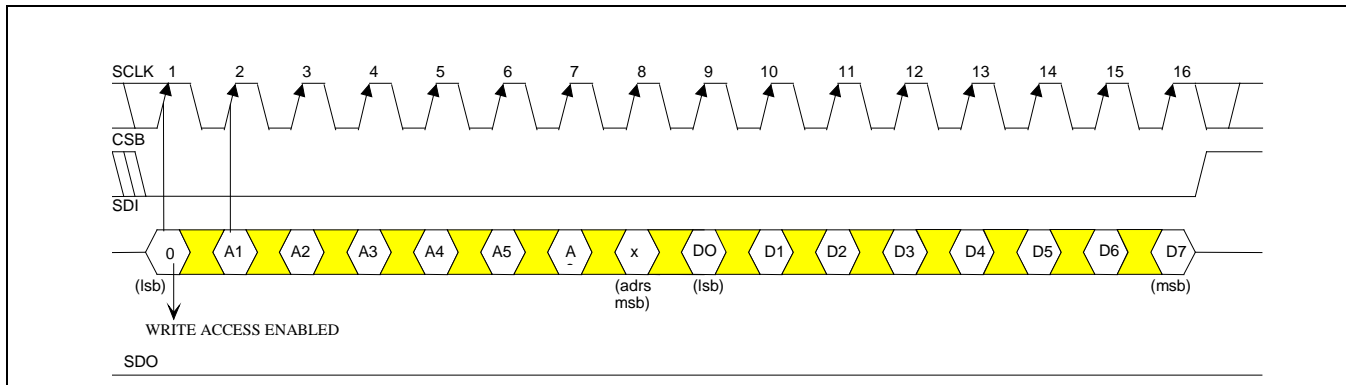 SCLK 1 2 3 4 5 6 7 8 9 10 11 12 13 14 15 16
CSB
SDI
0 A1 A2 A3 A4 A5 A x DO D1 D2 D3 D4 D5 D6 D7
(lsb) (adrs (lsb) (msb)
msb)
WRITE ACCESS ENABLED
SDO